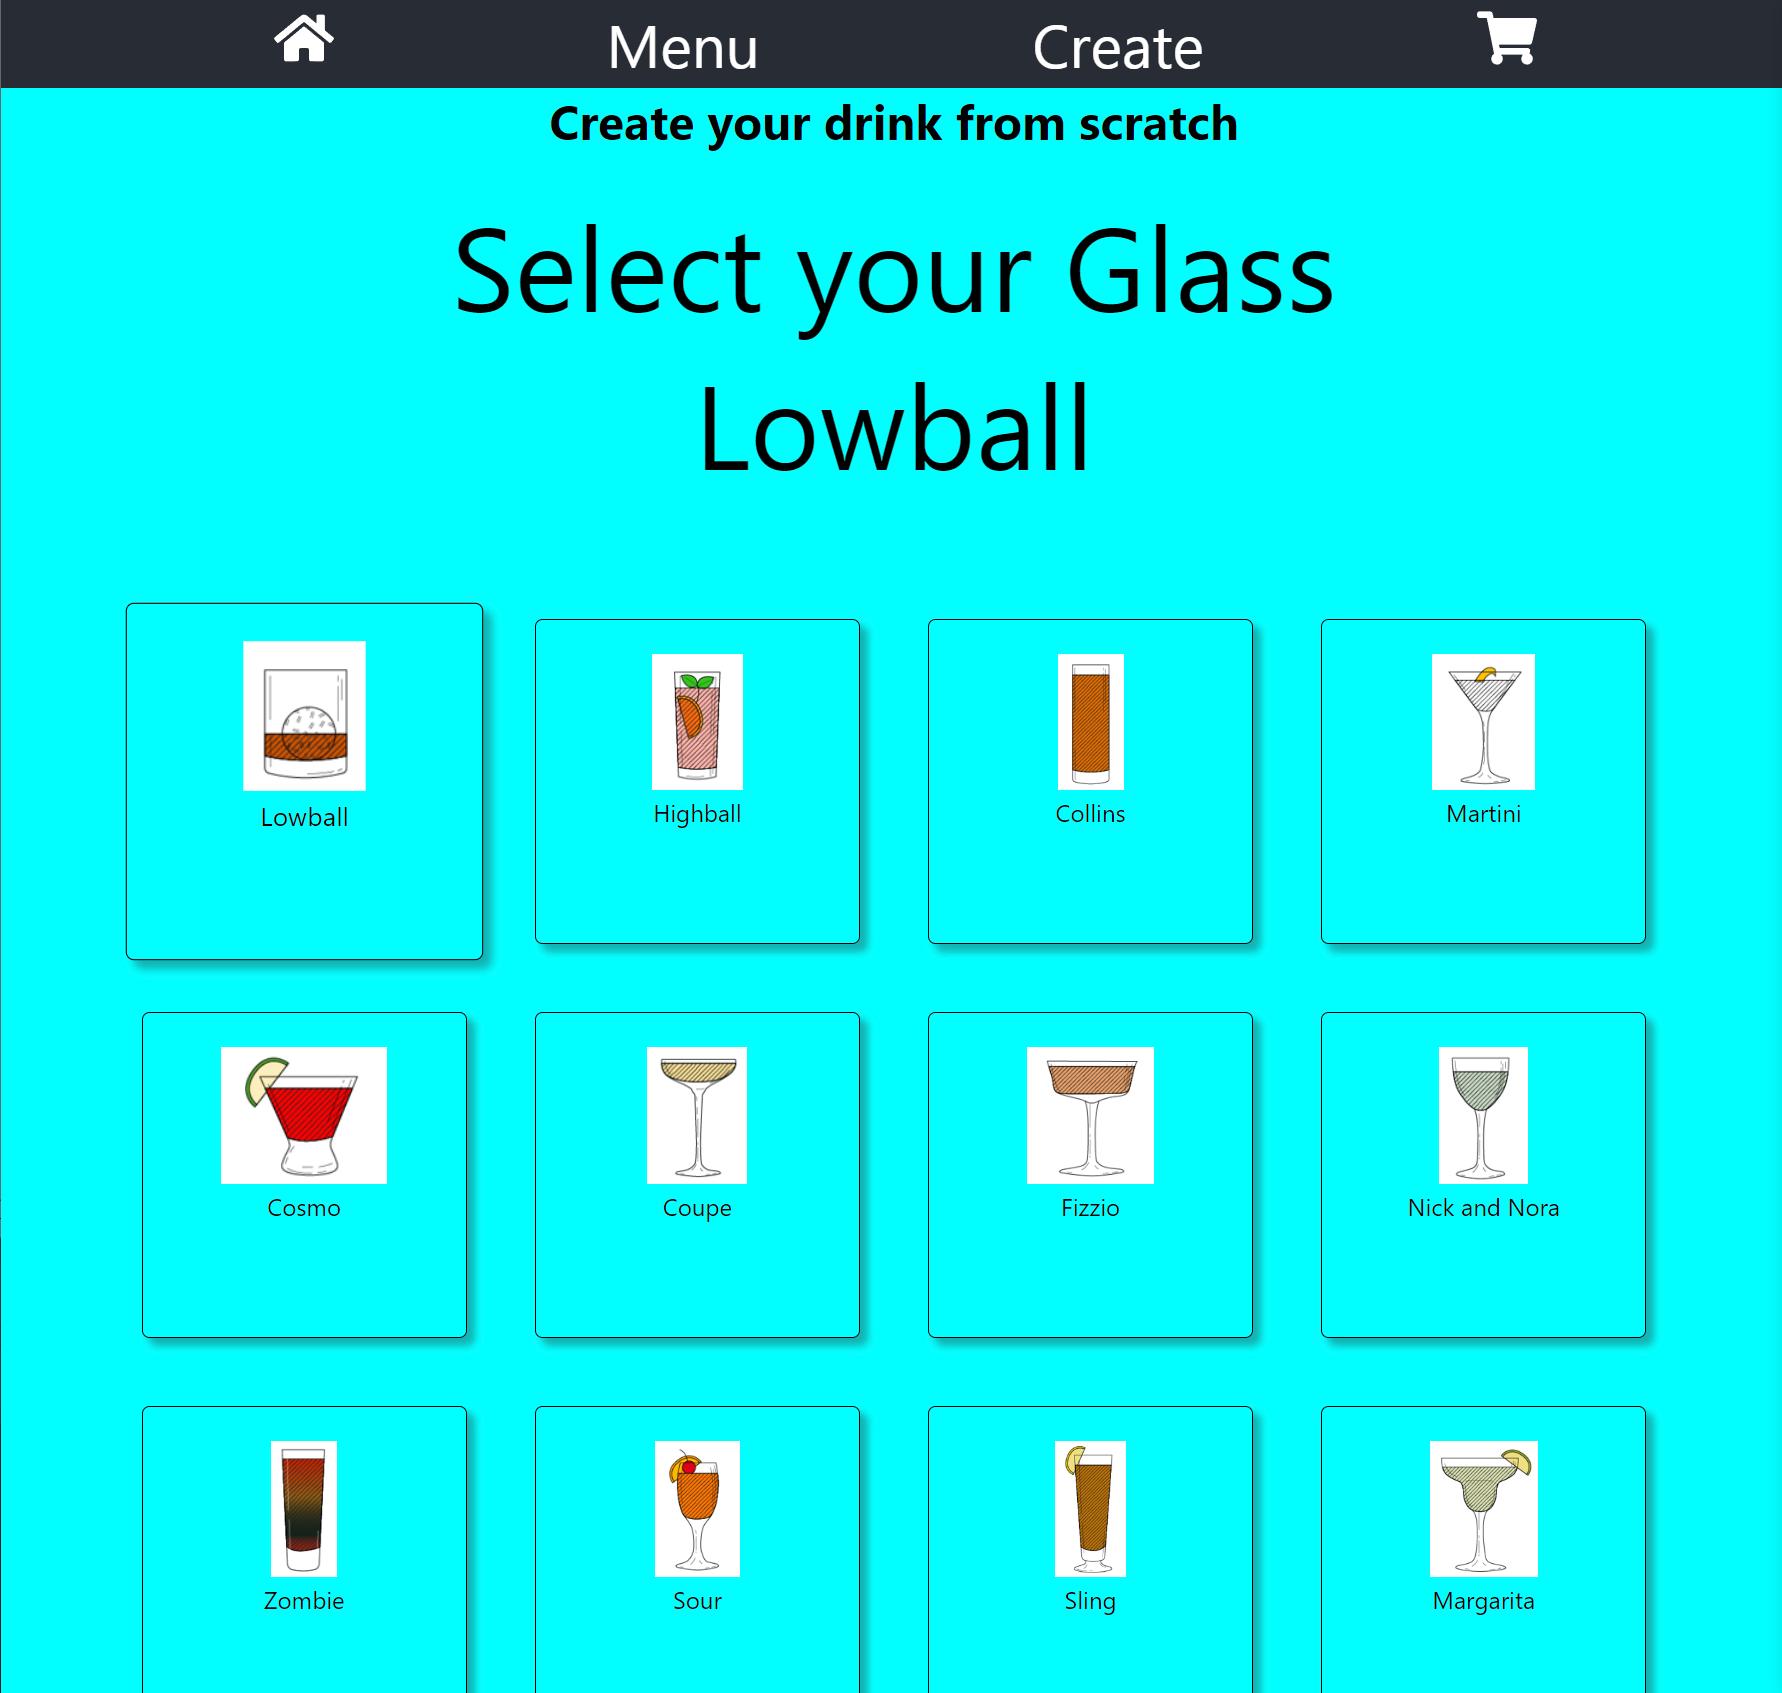 Menu Create
Create your drink from scratch
Select your Glass
Lowball
Lowball Highball Collins Martini
Cosmo Coupe Fizzio Nick and Nora
Zombie Sour Sling Margarita